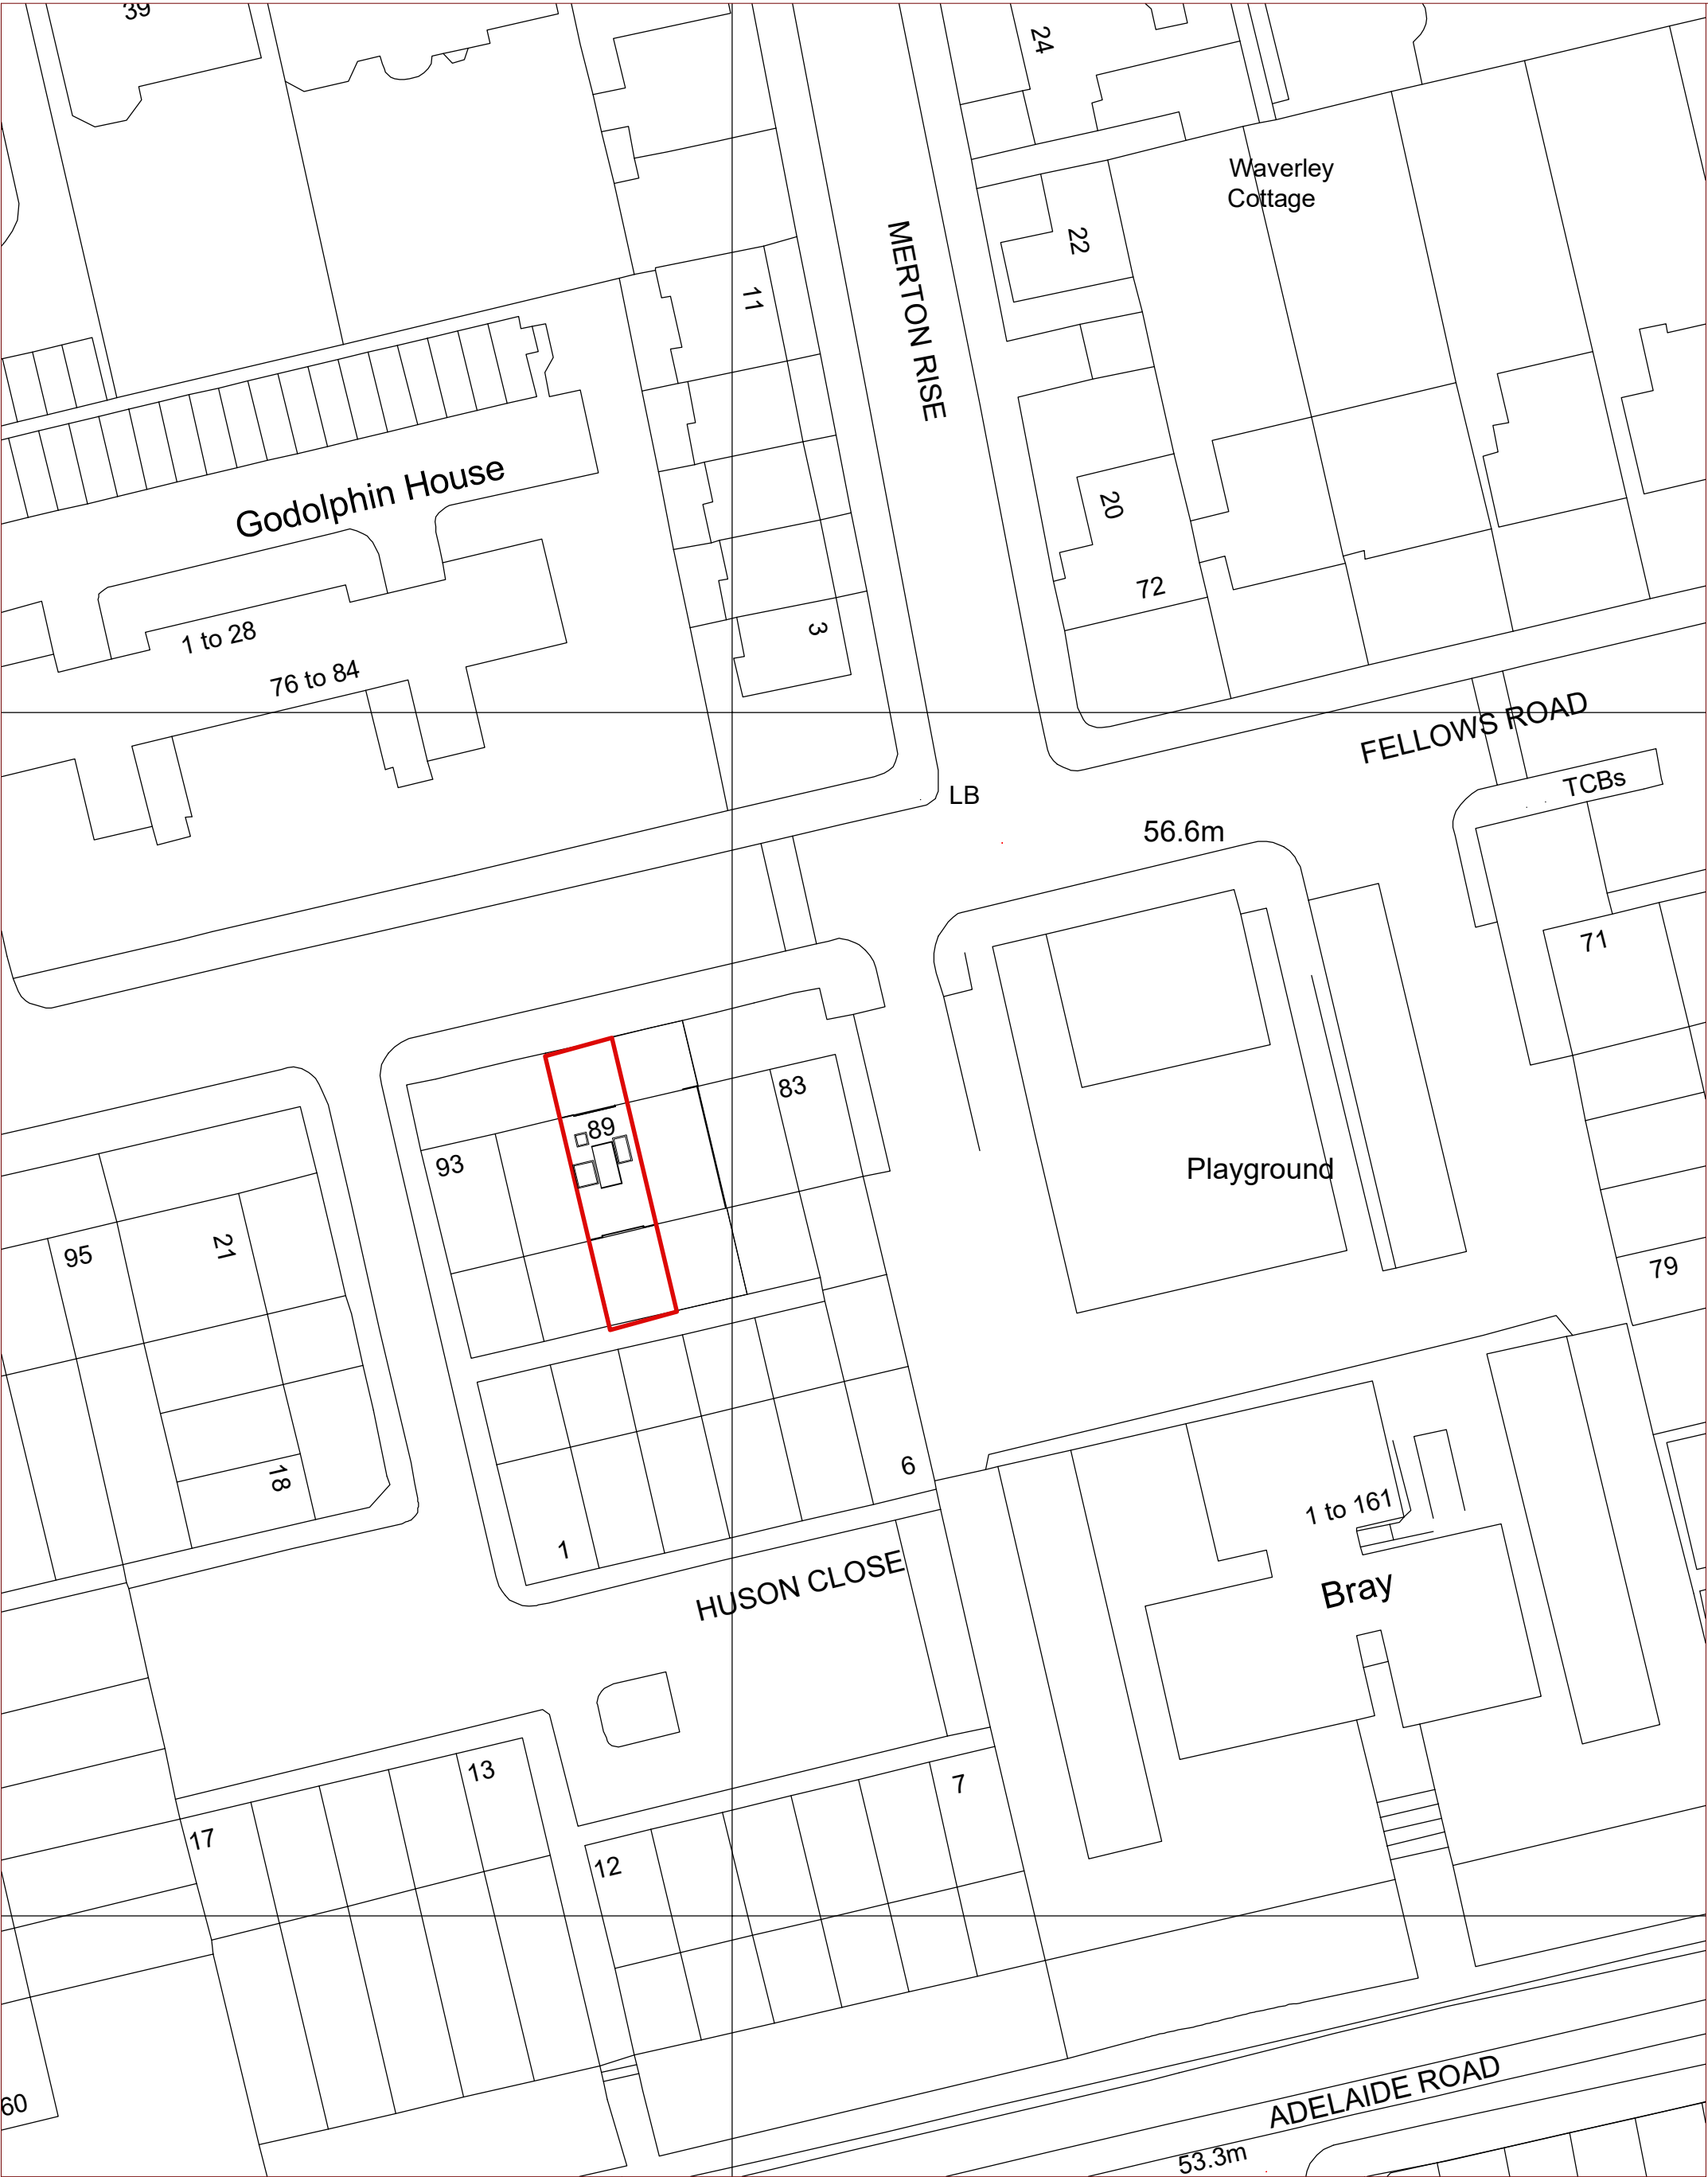 39
24
Waverley
Cottage
22
11
MERTON RISE
Godolphin House
20
72
1 to 28
3
76 to 84
FELLOWS ROAD
TCBs
LB
56.6m
71
83
89
93
Playground
95
21
79
18
6
1 to 161
1
HUSON CLOSE
Bray
13
7
17
12
60
ADELAIDE ROAD
53.3m